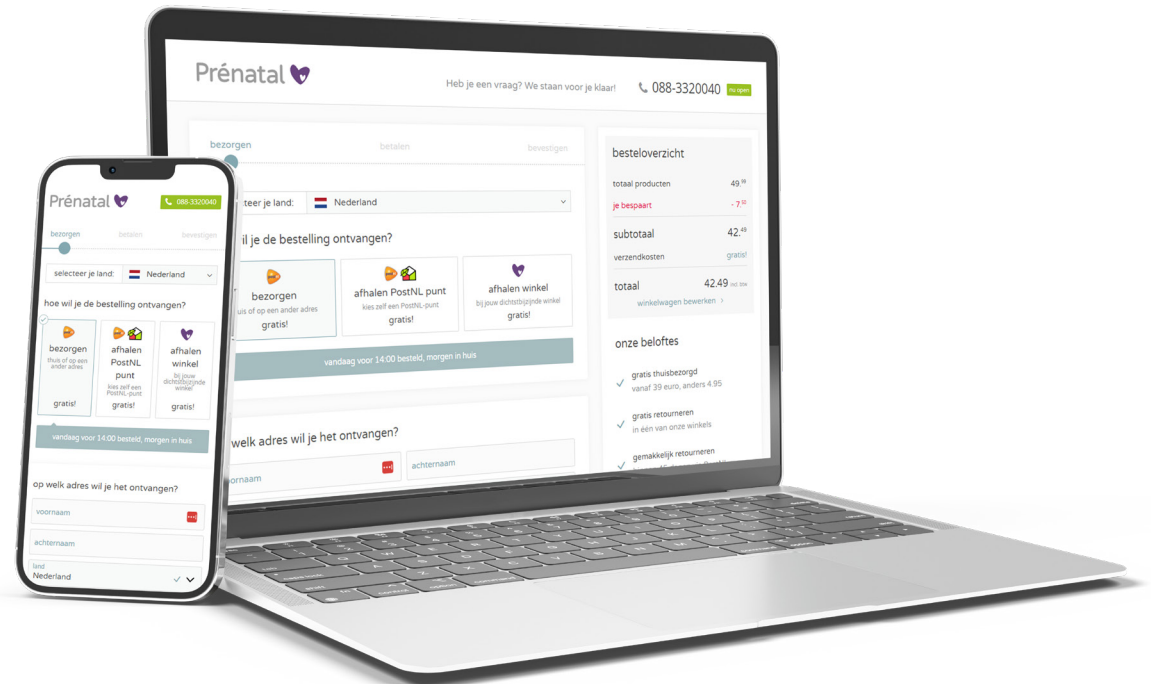 Prénatal
Heb je een vraag? We staan voor je klaar!
088-3320040
nu open
bezorgen
betalen
bevestigen
teer je land:
Nederland
il je de bestelling ontvangen?
bezorgen
uis of op een ander adres
gratis!
afhalen PostNL punt
kies zelf een PostNL-punt
gratis!
afhalen winkel
bij jouw dichtstbijzijnde winkel
gratis!
vandaag voor 14:00 besteld, morgen in huis
welk adres wil je het ontvangen?
oornaam
achternaam
besteloverzicht
totaal producten 49.99
je bespaart - 7.50
subtotaal 42.49
verzendkosten gratis!
totaal 42.49 incl. btw
winkelwagen bewerken >
onze beloftes
gratis thuisbezorgd
vanaf 39 euro, anders 4.95
gratis retourneren
in één van onze winkels
gemakkelijk retourneren
Prénatal
088-3320040
bezorgen
betalen
bevestigen
selecteer je land:
Nederland
hoe wil je de bestelling ontvangen?
bezorgen
thuis of op een
ander adres
gratis!
afhalen
PostNL
punt
kies zelf een
PostNL-punt
gratis!
afhalen
winkel
bij jouw
dichtstbijzijnde
winkel
gratis!
vandaag voor 14:00 besteld, morgen in huis
op welk adres wil je het ontvangen?
voornaam
achternaam
land
Nederland